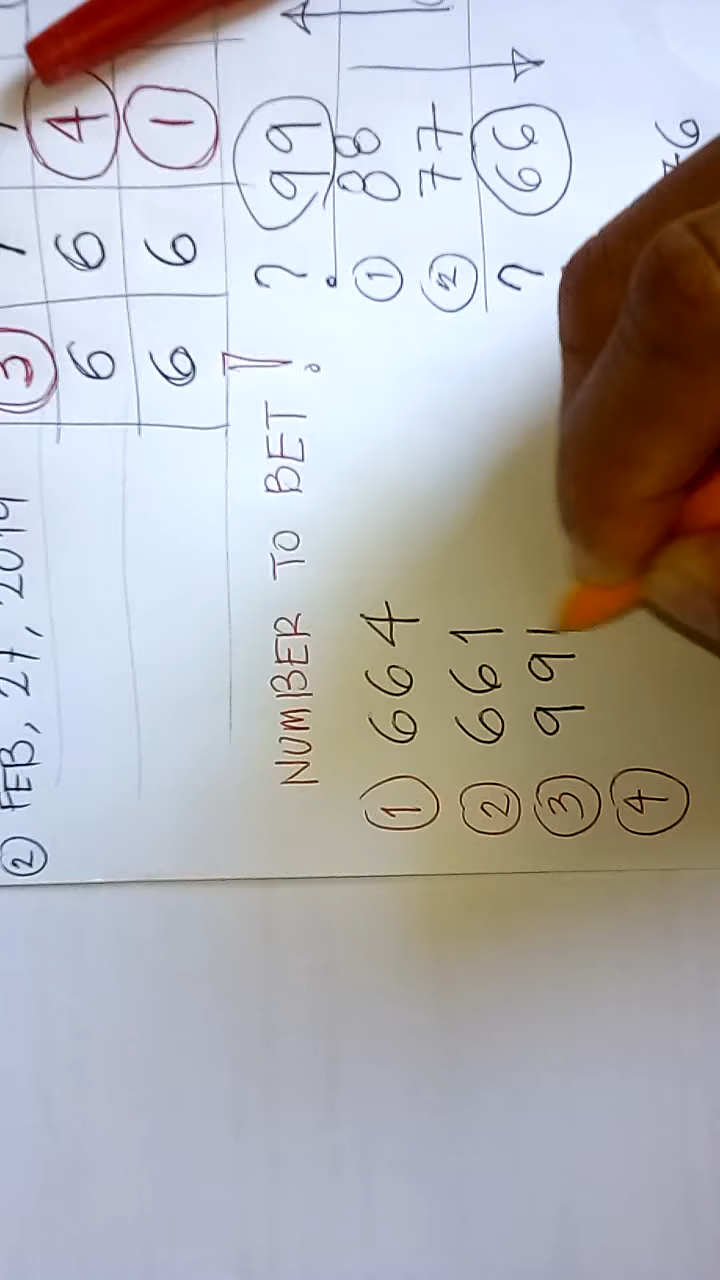 ② FEB, 27, 2019
3
6 6 4
6 6 1
? 99
① 88
② 77
? 66
NUMBER TO BET !
① 664
② 661
③ 991
④